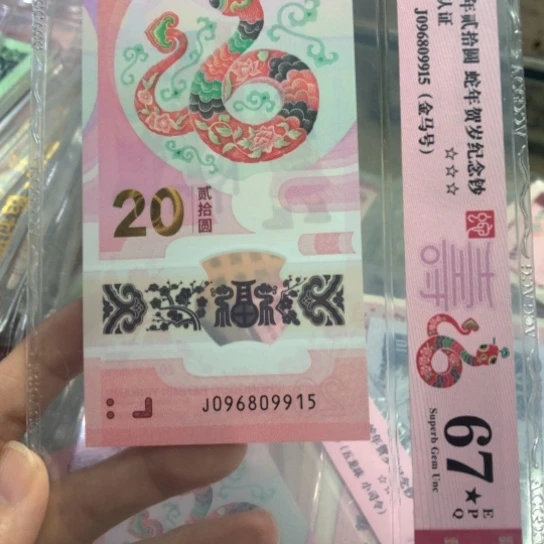 20
贰拾圆
福
J096809915
年贰拾圆 蛇年贺岁纪念钞
认证
☆☆☆
J096809915 (金马号)
寿
67★
EPQ
Superb Gem Unc